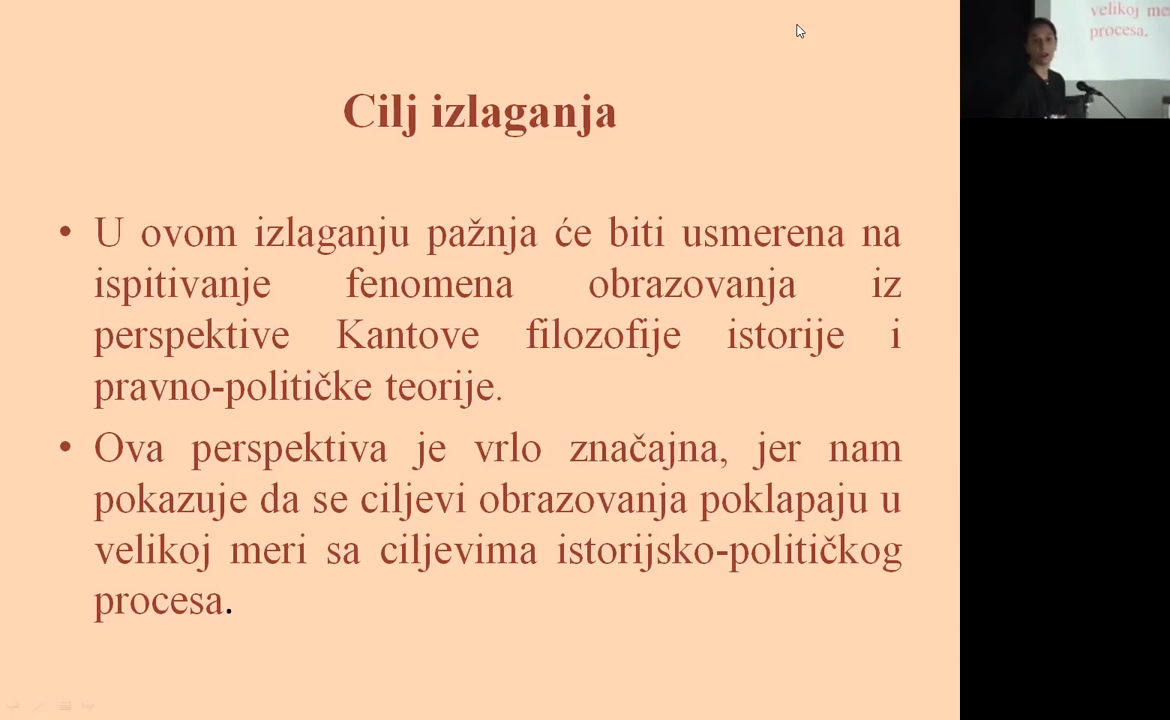 Cilj izlaganja
• U ovom izlaganju pažnja će biti usmerena na
ispitivanje fenomena obrazovanja iz
perspektive Kantove filozofije istorije i
pravno-političke teorije.
• Ova perspektiva je vrlo značajna, jer nam
pokazuje da se ciljevi obrazovanja poklapaju u
velikoj meri sa ciljevima istorijsko-političkog
procesa.
velikoj me
procesa.